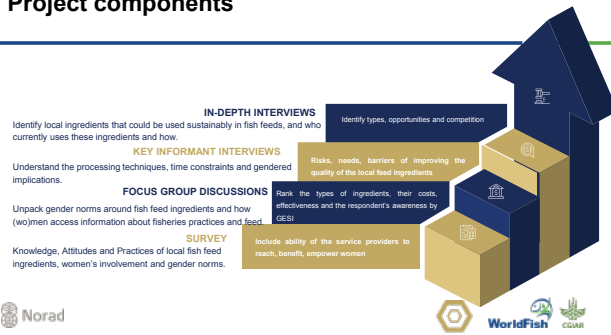 Project components
IN-DEPTH INTERVIEWS
Identify local ingredients that could be used sustainably in fish feeds, and who
currently uses these ingredients and how.
Identify types, opportunities and competition
KEY INFORMANT INTERVIEWS
Understand the processing techniques, time constraints and gendered
implications.
Risks, needs, barriers of improving the
quality of the local feed ingredients
FOCUS GROUP DISCUSSIONS
Unpack gender norms around fish feed ingredients and how
(wo)men access information about fisheries practices and feed.
Rank the types of ingredients, their costs,
effectiveness and the respondent's awareness by
GESI
SURVEY
Knowledge, Attitudes and Practices of local fish feed
ingredients, women's involvement and gender norms.
Include ability of the service providers to
reach, benefit, empower women
Norad
WorldFish
CGIAR